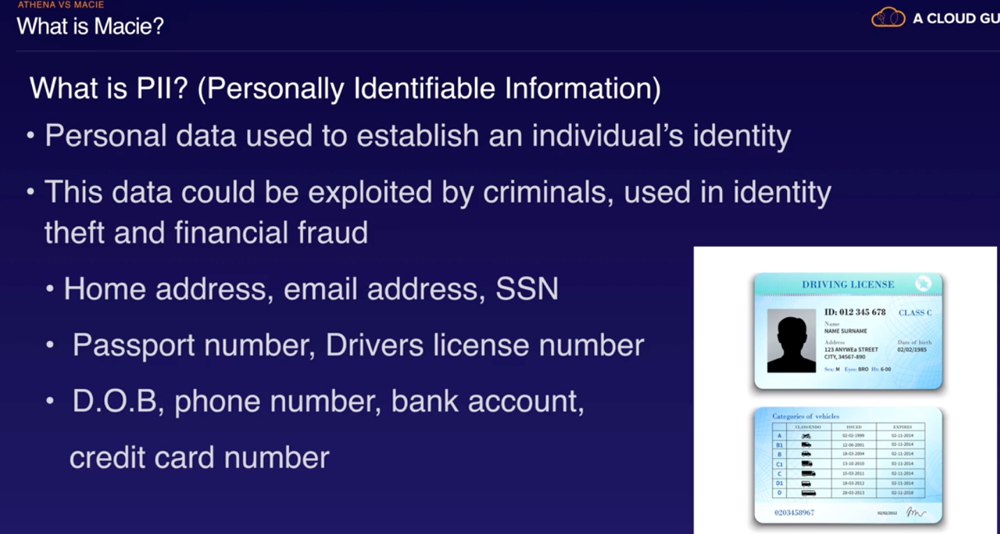 ATHENA VS MACIE
What is Macie?
A CLOUD GU
What is PII? (Personally Identifiable Information)
• Personal data used to establish an individual's identity
• This data could be exploited by criminals, used in identity
theft and financial fraud
• Home address, email address, SSN
• Passport number, Drivers license number
• D.O.B, phone number, bank account,
credit card number
DRIVING LICENSE
ID: 012 345 678 CLASS C
Name
NAME SURNAME
Address Date of birth
123 ANYWEa STREET 02/02/1985
CITY, 34567-890
Sex: M Eyes: BRO Ht: 6-00
Categories of vehicles
CLASS/ENDO ISSUED EXPIRES
A 02-02-1999 02-11-2014
B1 12-06-2001 02-11-2014
B 18-03-2004 02-11-2014
C1 13-10-2010 02-11-2014
C 15-03-2011 02-11-2014
D1 18-03-2012 02-11-2014
D 28-03-2013 02-11-2018
0203458967 02/02/2012